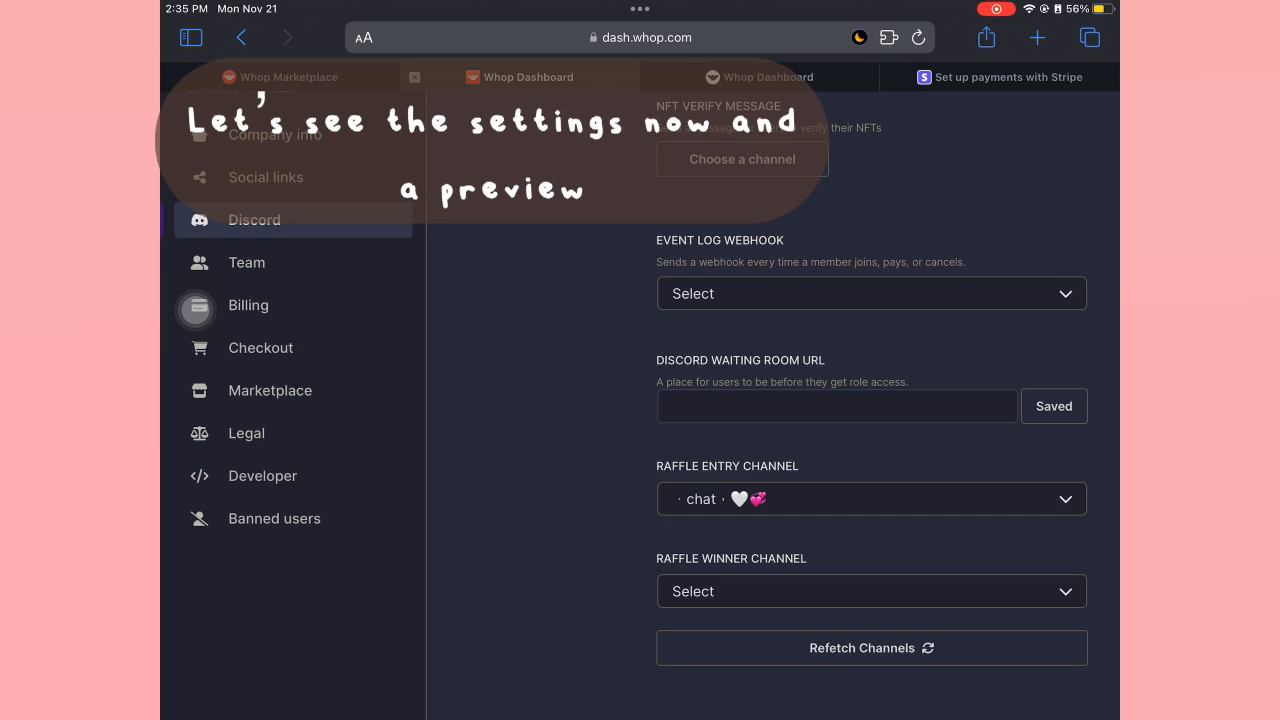 2:35 PM Mon Nov 21
56%
AA
dash.whop.com
Whop Marketplace
Whop Dashboard
Whop Dashboard
Set up payments with Stripe
Let's see the settings now and
a preview
Company info
Social links
Discord
Team
Billing
Checkout
Marketplace
Legal
Developer
Banned users
NFT VERIFY MESSAGE
verify their NFTs
Choose a channel
EVENT LOG WEBHOOK
Sends a webhook every time a member joins, pays, or cancels.
Select
DISCORD WAITING ROOM URL
A place for users to be before they get role access.
Saved
RAFFLE ENTRY CHANNEL
· chat › 🤍💞
RAFFLE WINNER CHANNEL
Select
Refetch Channels